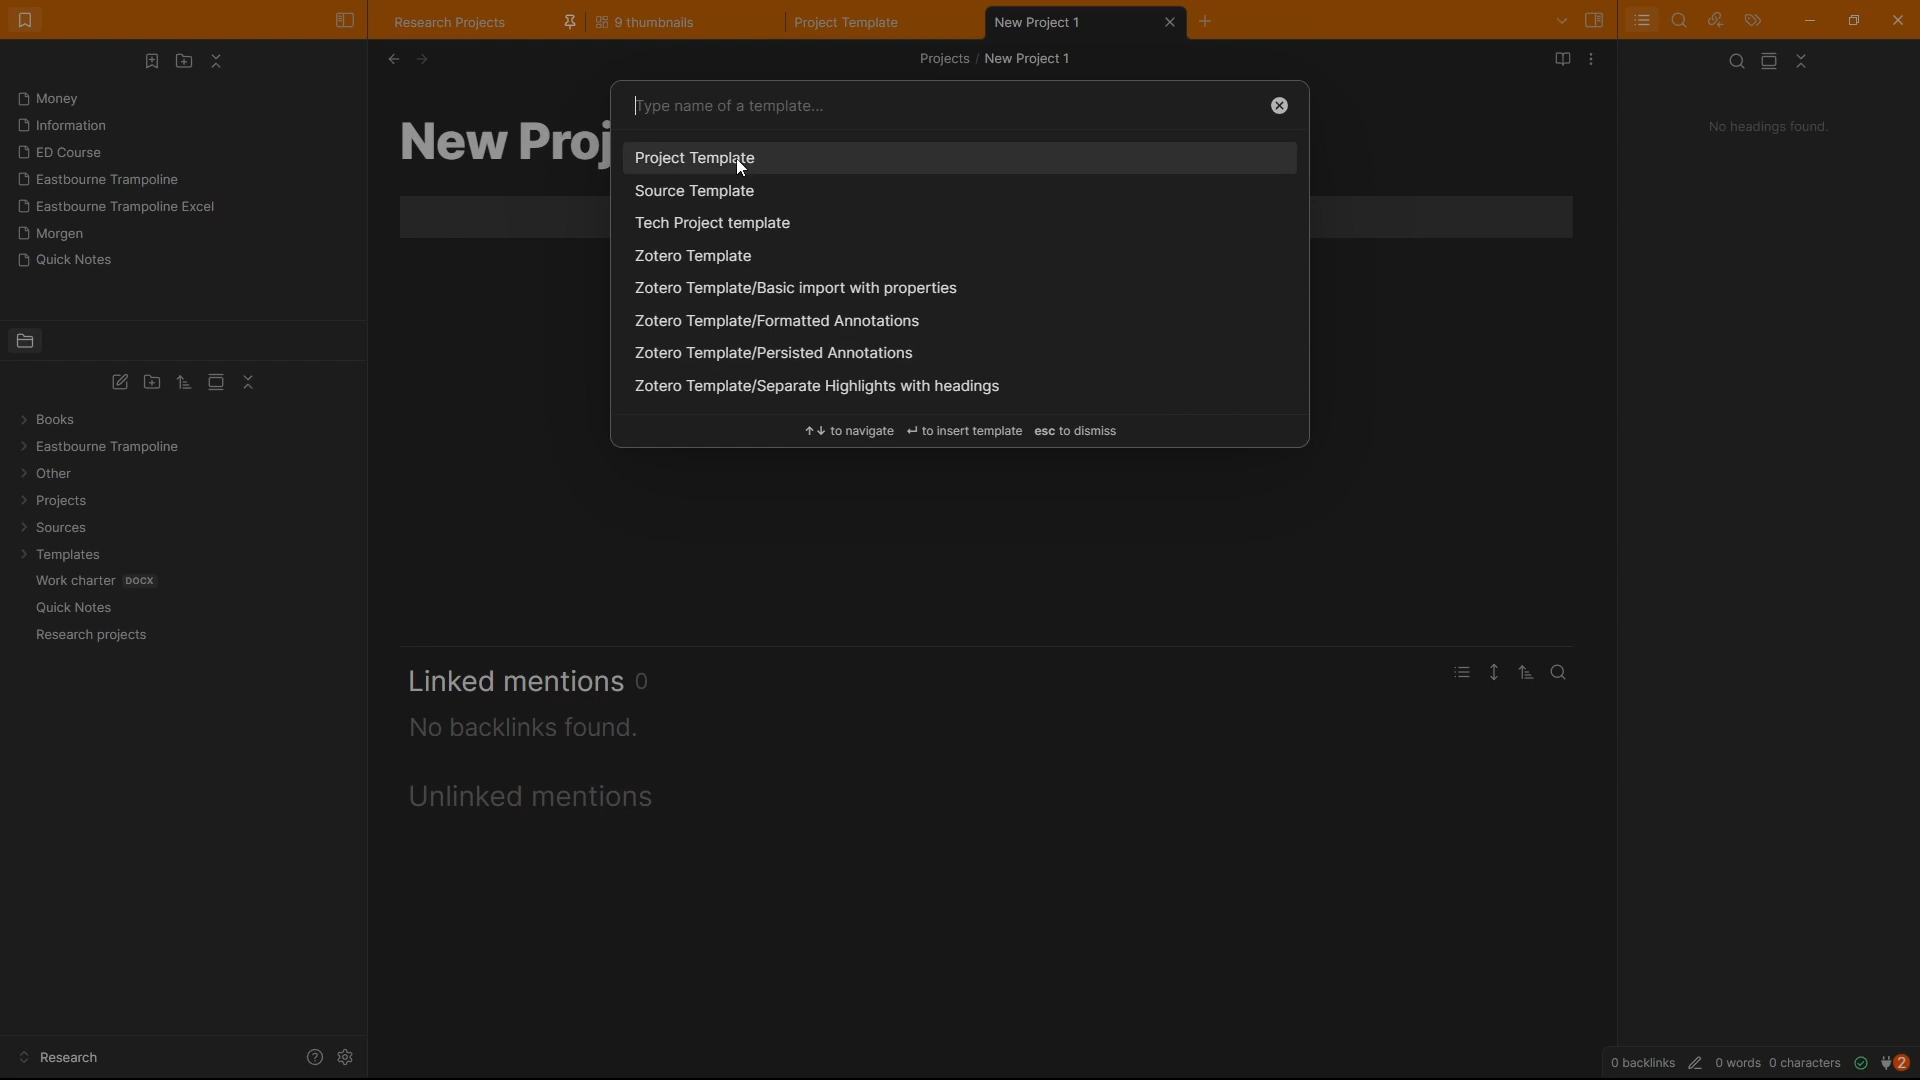 Research Projects
9 thumbnails
Project Template
New Project 1
Projects / New Project 1
Money
Information
ED Course
Eastbourne Trampoline
Eastbourne Trampoline Excel
Morgen
Quick Notes
Books
Eastbourne Trampoline
Other
Projects
Sources
Templates
Work charter DOCX
Quick Notes
Research projects
Research
New Proj
Type name of a template...
Project Template
Source Template
Tech Project template
Zotero Template
Zotero Template/Basic import with properties
Zotero Template/Formatted Annotations
Zotero Template/Persisted Annotations
Zotero Template/Separate Highlights with headings
↑↓ to navigate ↵ to insert template esc to dismiss
Linked mentions 0
No backlinks found.
Unlinked mentions
No headings found.
0 backlinks 0 words 0 characters 2